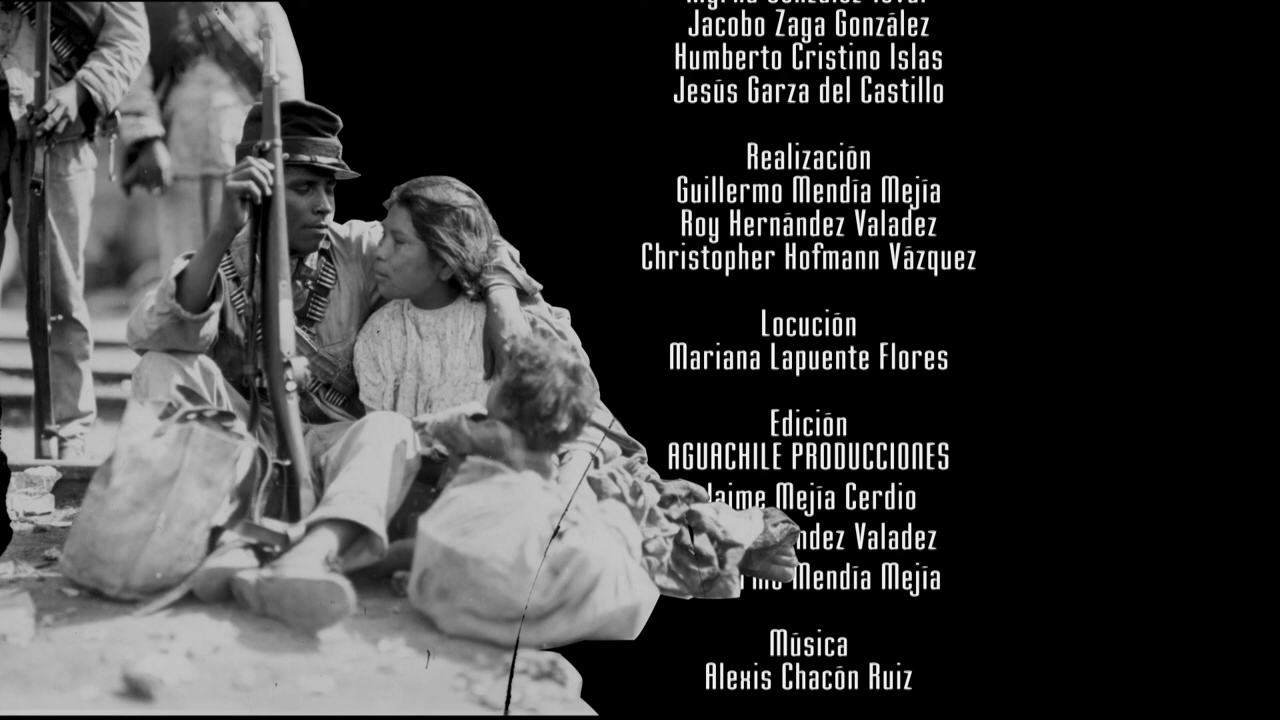 Jacobo Zaga González
Humberto Cristino Islas
Jesús Garza del Castillo
Realización
Guillermo Mendía Mejía
Roy Hernández Valadez
Christopher Hofmann Vázquez
Locución
Mariana Lapuente Flores
Edición
AGUACHILE PRODUCCIONES
Jaime Mejía Cerdio
Valadez
Mendía Mejía
Música
Alexis Chacón Ruiz